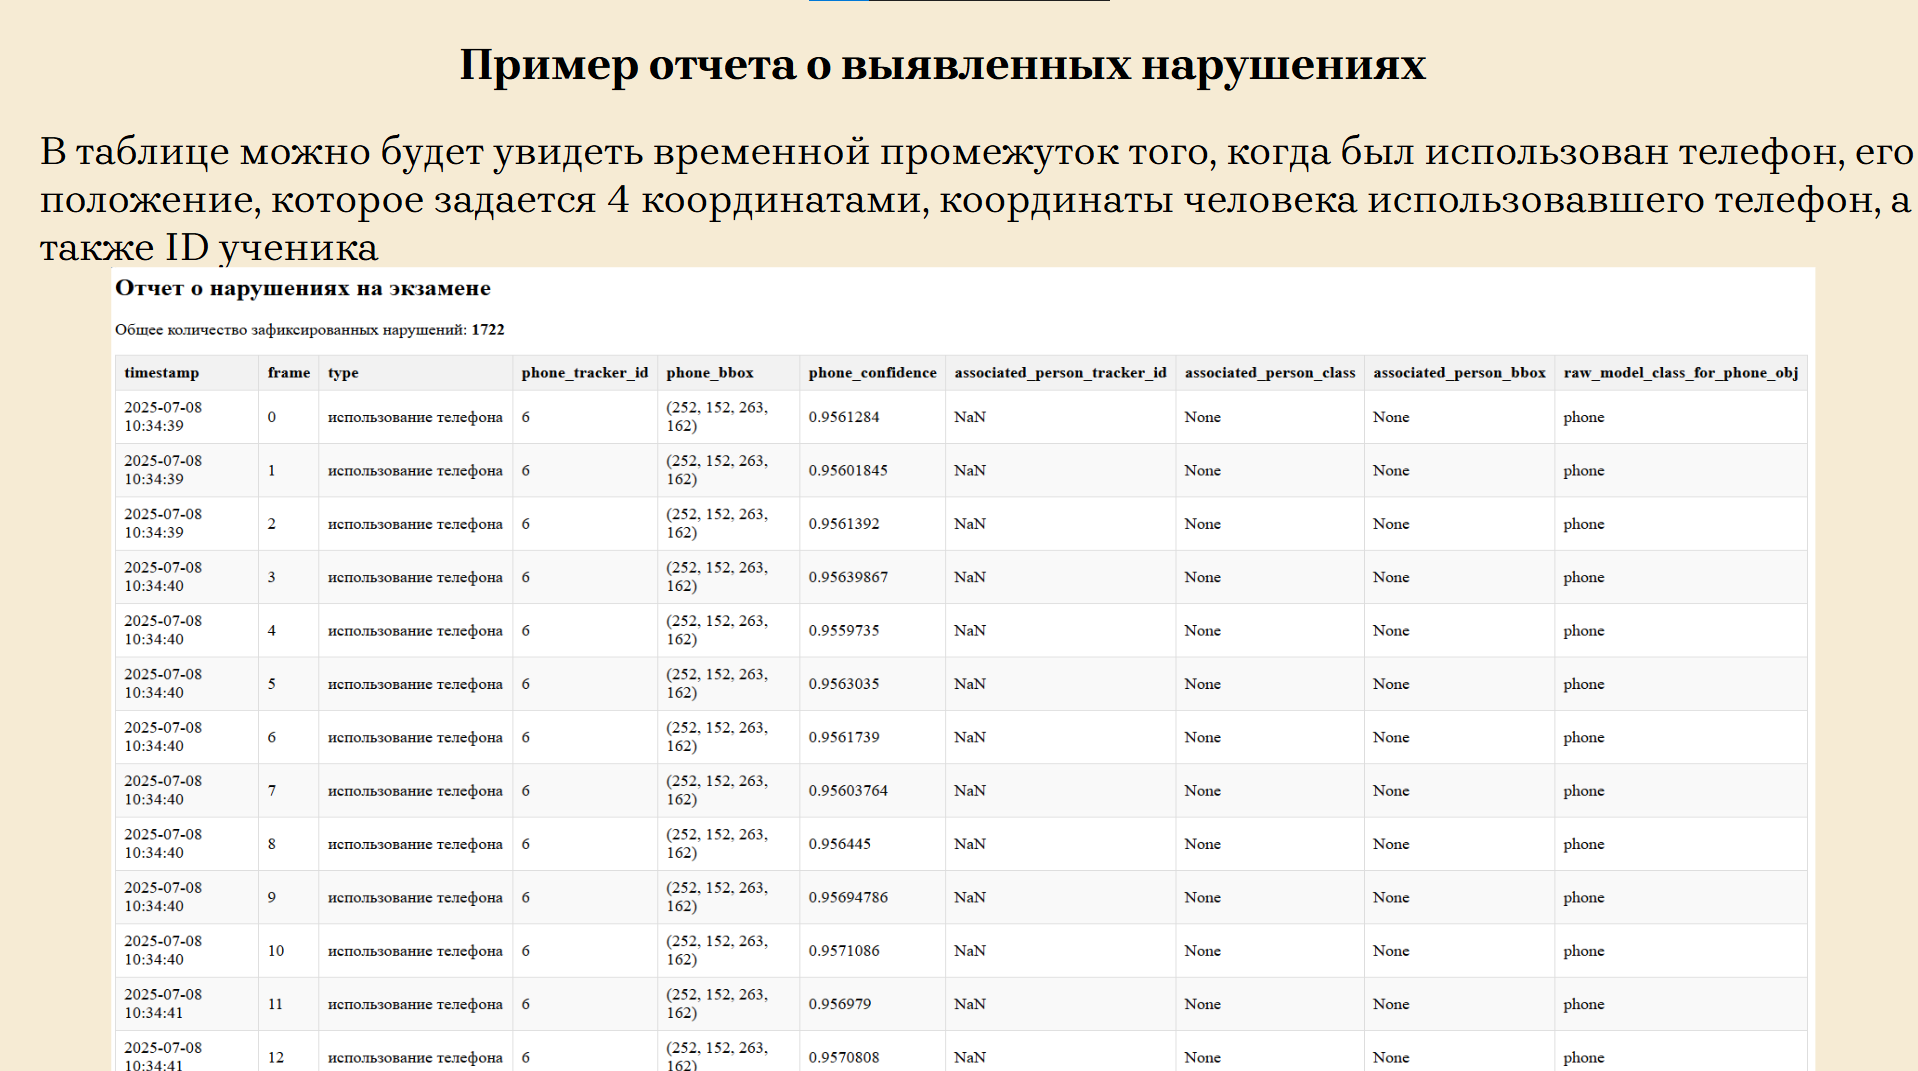 Пример отчета о выявленных нарушениях
В таблице можно будет увидеть временной промежуток того, когда был использован телефон, его
положение, которое задается 4 координатами, координаты человека использовавшего телефон, а
также ID ученика
Отчет о нарушениях на экзамене
Общее количество зафиксированных нарушений: 1722
timestamp frame type phone_tracker_id phone_bbox phone_confidence associated_person_tracker_id associated_person_class associated_person_bbox raw_model_class_for_phone_obj
2025-07-08 10:34:39 0 использование телефона 6 (252, 152, 263, 162) 0.9561284 NaN None None phone
2025-07-08 10:34:39 1 использование телефона 6 (252, 152, 263, 162) 0.95601845 NaN None None phone
2025-07-08 10:34:39 2 использование телефона 6 (252, 152, 263, 162) 0.9561392 NaN None None phone
2025-07-08 10:34:40 3 использование телефона 6 (252, 152, 263, 162) 0.95639867 NaN None None phone
2025-07-08 10:34:40 4 использование телефона 6 (252, 152, 263, 162) 0.9559735 NaN None None phone
2025-07-08 10:34:40 5 использование телефона 6 (252, 152, 263, 162) 0.9563035 NaN None None phone
2025-07-08 10:34:40 6 использование телефона 6 (252, 152, 263, 162) 0.9561739 NaN None None phone
2025-07-08 10:34:40 7 использование телефона 6 (252, 152, 263, 162) 0.95603764 NaN None None phone
2025-07-08 10:34:40 8 использование телефона 6 (252, 152, 263, 162) 0.956445 NaN None None phone
2025-07-08 10:34:40 9 использование телефона 6 (252, 152, 263, 162) 0.95694786 NaN None None phone
2025-07-08 10:34:40 10 использование телефона 6 (252, 152, 263, 162) 0.9571086 NaN None None phone
2025-07-08 10:34:41 11 использование телефона 6 (252, 152, 263, 162) 0.956979 NaN None None phone
2025-07-08 10:34:41 12 использование телефона 6 (252, 152, 263, 162) 0.9570808 NaN None None phone